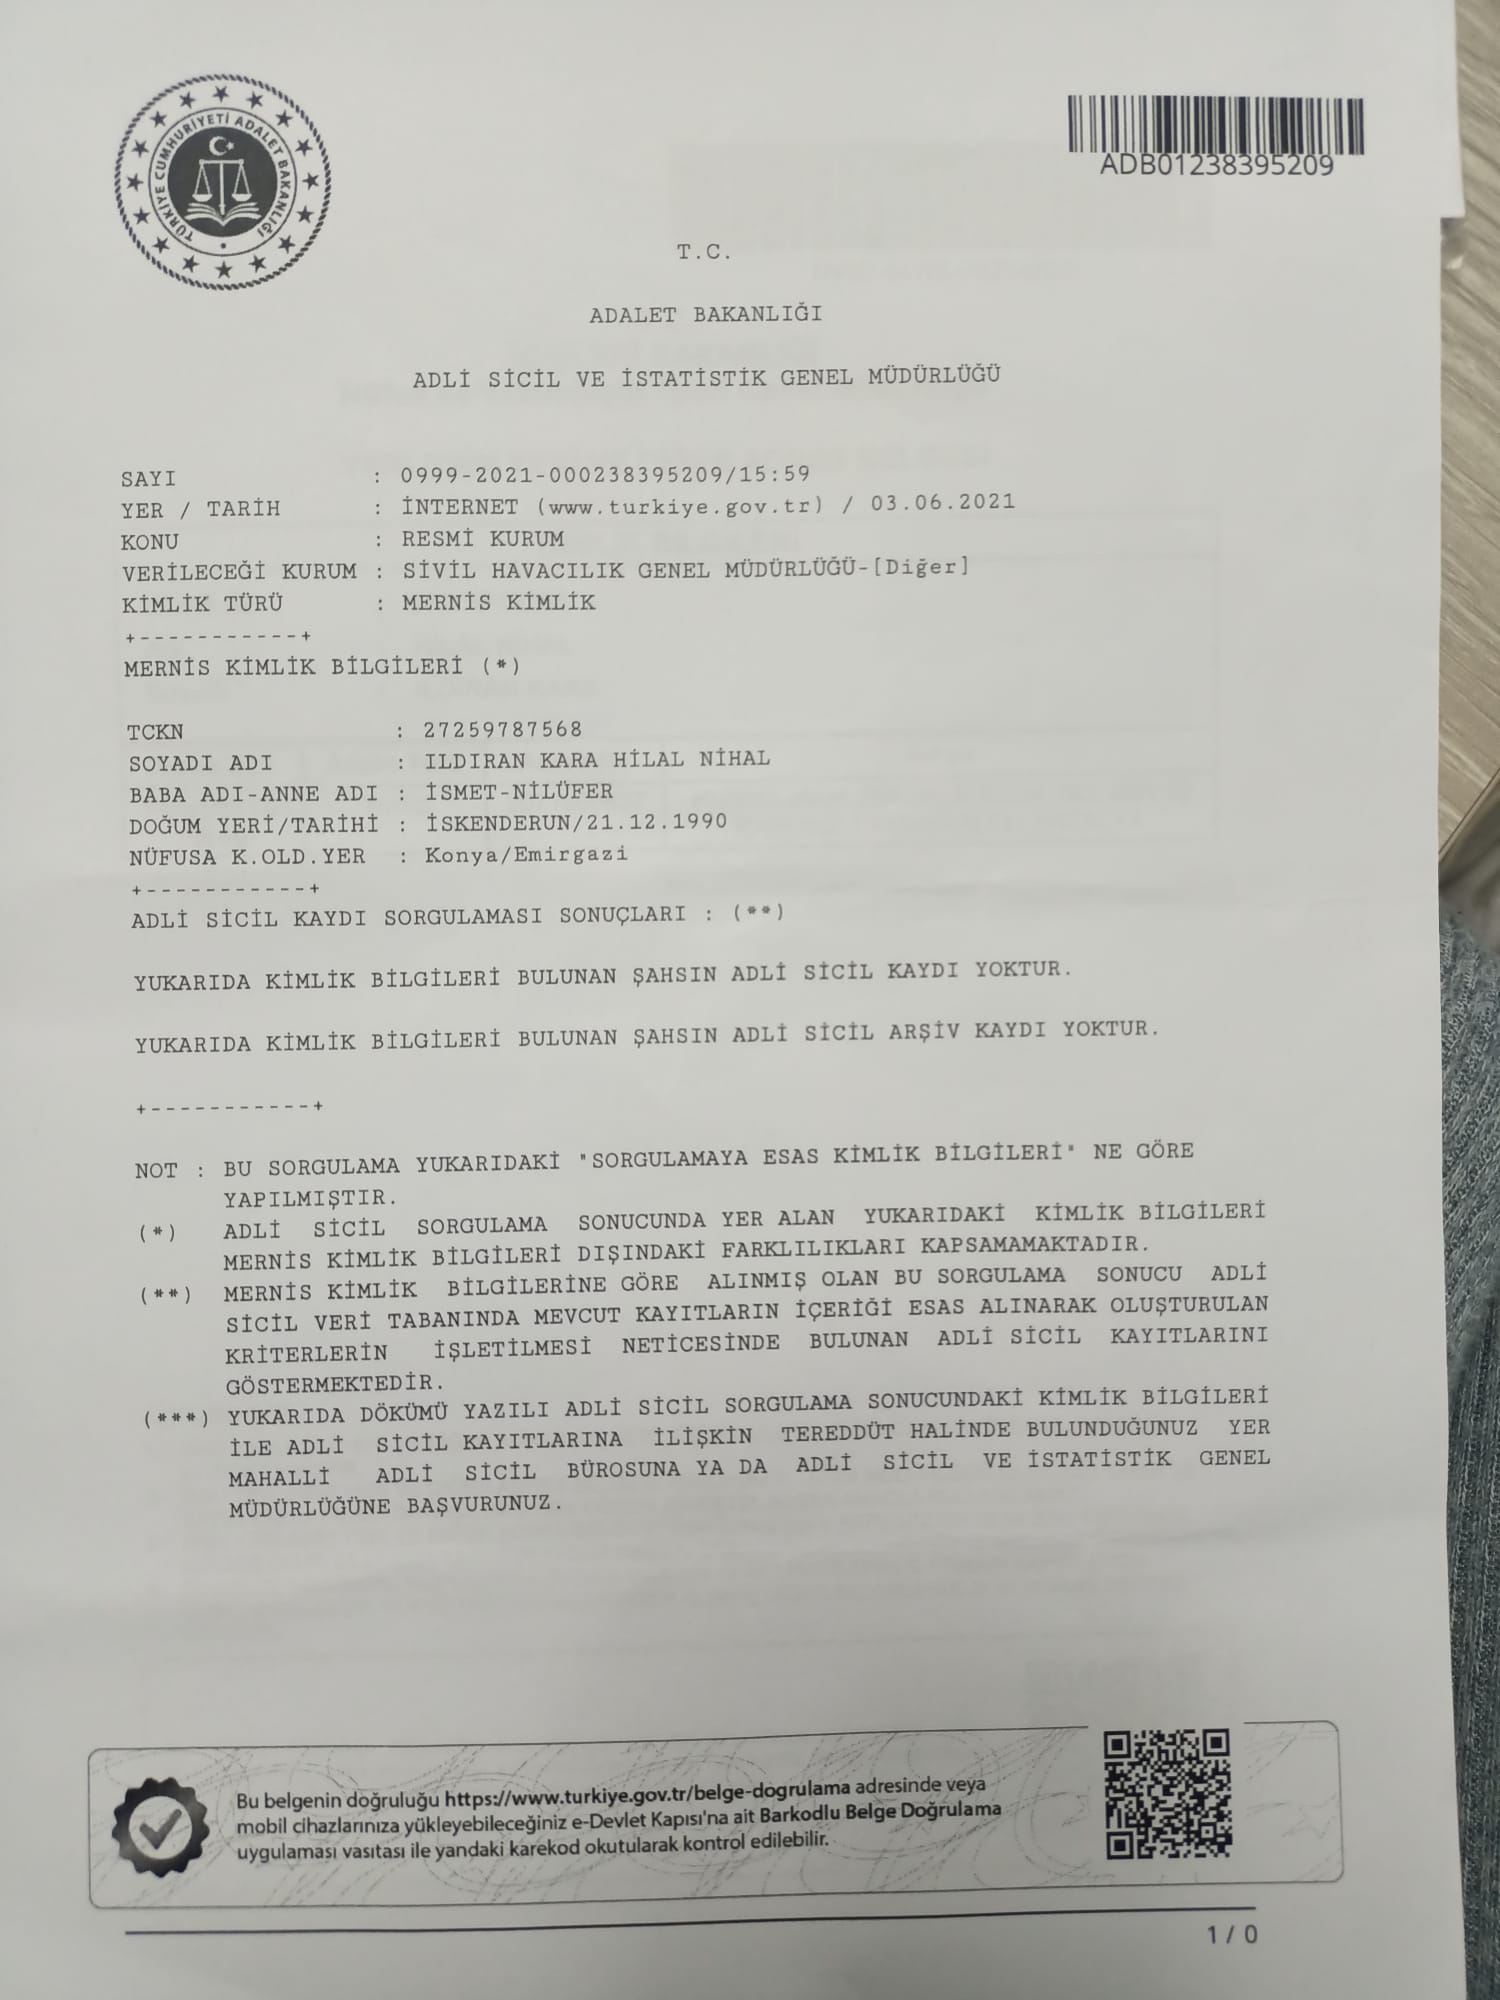 TÜRKİYE CUMHURİYETİ ADALET BAKANLIĞI
ADB01238395209
T.C.
ADALET BAKANLIĞI
ADLİ SİCİL VE İSTATİSTİK GENEL MÜDÜRLÜĞÜ
SAYI : 0999-2021-000238395209/15:59
YER / TARİH : İNTERNET (www.turkiye.gov.tr) / 03.06.2021
KONU : RESMİ KURUM
VERİLECEĞİ KURUM : SİVİL HAVACILIK GENEL MÜDÜRLÜĞÜ-[Diğer]
KİMLİK TÜRÜ : MERNİS KİMLİK
+-----------+
MERNİS KİMLİK BİLGİLERİ (*)
TCKN : 27259787568
SOYADI ADI : ILDIRAN KARA HİLAL NİHAL
BABA ADI-ANNE ADI : İSMET-NİLÜFER
DOĞUM YERİ/TARİHİ : İSKENDERUN/21.12.1990
NÜFUSA K.OLD.YER : Konya/Emirgazi
+-----------+
ADLİ SİCİL KAYDI SORGULAMASI SONUÇLARI : (**)
YUKARIDA KİMLİK BİLGİLERİ BULUNAN ŞAHSIN ADLİ SİCİL KAYDI YOKTUR.
YUKARIDA KİMLİK BİLGİLERİ BULUNAN ŞAHSIN ADLİ SİCİL ARŞİV KAYDI YOKTUR.
+-----------+
NOT : BU SORGULAMA YUKARIDAKİ "SORGULAMAYA ESAS KİMLİK BİLGİLERİ" NE GÖRE
YAPILMIŞTIR.
(*) ADLİ SİCİL SORGULAMA SONUCUNDA YER ALAN YUKARIDAKİ KİMLİK BİLGİLERİ
MERNİS KİMLİK BİLGİLERİ DIŞINDAKİ FARKLILIKLARI KAPSAMAMAKTADIR.
(**) MERNİS KİMLİK BİLGİLERİNE GÖRE ALINMIŞ OLAN BU SORGULAMA SONUCU ADLİ
SİCİL VERİ TABANINDA MEVCUT KAYITLARIN İÇERİĞİ ESAS ALINARAK OLUŞTURULAN
KRİTERLERİN İŞLETİLMESİ NETİCESİNDE BULUNAN ADLİ SİCİL KAYITLARINI
GÖSTERMEKTEDİR.
(***) YUKARIDA DÖKÜMÜ YAZILI ADLİ SİCİL SORGULAMA SONUCUNDAKİ KİMLİK BİLGİLERİ
İLE ADLİ SİCİL KAYITLARINA İLİŞKİN TEREDDÜT HALİNDE BULUNDUĞUNUZ YER
MAHALLİ ADLİ SİCİL BÜROSUNA YA DA ADLİ SİCİL VE İSTATİSTİK GENEL
MÜDÜRLÜĞÜNE BAŞVURUNUZ.
Bu belgenin doğruluğu https://www.turkiye.gov.tr/belge-dogrulama adresinde veya
mobil cihazlarınıza yükleyebileceğiniz e-Devlet Kapısı'na ait Barkodlu Belge Doğrulama
uygulaması vasıtası ile yandaki karekod okutularak kontrol edilebilir.
1 / 0